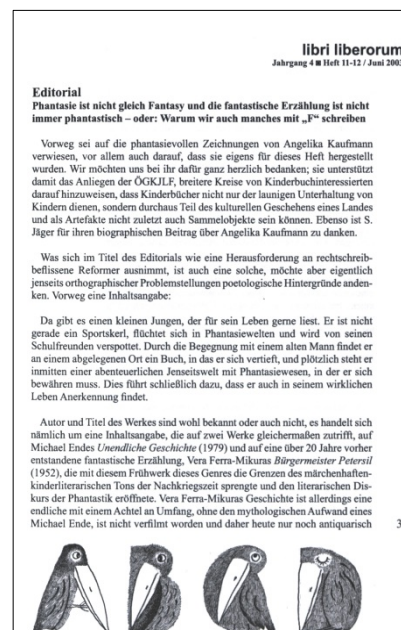 libri liberorum
Jahrgang 4 ■ Heft 11-12 / Juni 2003
Editorial
Phantasie ist nicht gleich Fantasy und die fantastische Erzählung ist nicht
immer phantastisch – oder: Warum wir auch manches mit „F“ schreiben
Vorweg sei auf die phantasievollen Zeichnungen von Angelika Kaufmann
verwiesen, vor allem auch darauf, dass sie eigens für dieses Heft hergestellt
wurden. Wir möchten uns bei ihr dafür ganz herzlich bedanken; sie unterstützt
damit das Anliegen der ÖGKJLF, breitere Kreise von Kinderbuchinteressierten
darauf hinzuweisen, dass Kinderbücher nicht nur der launigen Unterhaltung von
Kindern dienen, sondern durchaus Teil des kulturellen Geschehens eines Landes
und als Artefakte nicht zuletzt auch Sammelobjekte sein können. Ebenso ist S.
Jäger für ihren biographischen Beitrag über Angelika Kaufmann zu danken.
Was sich im Titel des Editorials wie eine Herausforderung an rechtschreib-
beflissene Reformer ausnimmt, ist auch eine solche, möchte aber eigentlich
jenseits orthographischer Problemstellungen poetologische Hintergründe anden-
ken. Vorweg eine Inhaltsangabe:
Da gibt es einen kleinen Jungen, der für sein Leben gerne liest. Er ist nicht
gerade ein Sportskerl, flüchtet sich in Phantasiewelten und wird von seinen
Schulfreunden verspottet. Durch die Begegnung mit einem alten Mann findet er
an einem abgelegenen Ort ein Buch, in das er sich vertieft, und plötzlich steht er
inmitten einer abenteuerlichen Jenseitswelt mit Phantasiewesen, in der er sich
bewähren muss. Dies führt schließlich dazu, dass er auch in seinem wirklichen
Leben Anerkennung findet.
Autor und Titel des Werkes sind wohl bekannt oder auch nicht, es handelt sich
nämlich um eine Inhaltsangabe, die auf zwei Werke gleichermaßen zutrifft, auf
Michael Endes Unendliche Geschichte (1979) und auf eine über 20 Jahre vorher
entstandene fantastische Erzählung, Vera Ferra-Mikuras Bürgermeister Petersil
(1952), die mit diesem Frühwerk dieses Genres die Grenzen des märchenhaften-
kinderliterarischen Tons der Nachkriegszeit sprengte und den literarischen Dis-
kurs der Phantastik eröffnete. Vera Ferra-Mikuras Geschichte ist allerdings eine
endliche mit einem Achtel an Umfang, ohne den mythologischen Aufwand eines
Michael Ende, ist nicht verfilmt worden und daher heute nur noch antiquarisch
3
A B C D